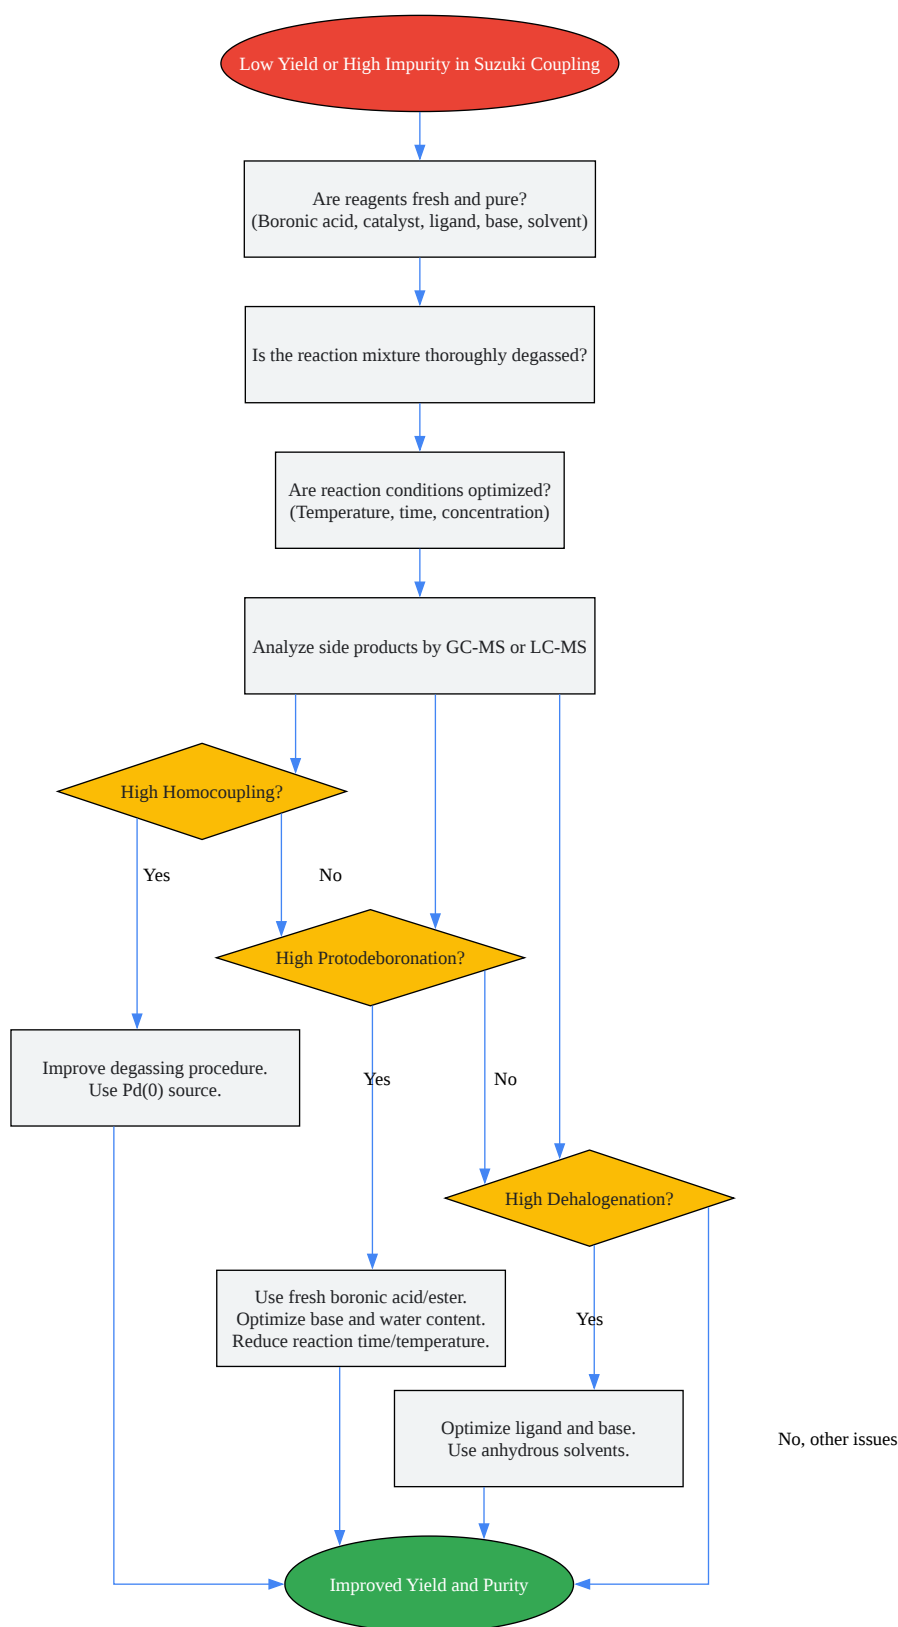 Low Yield or High Impurity in Suzuki Coupling
Are reagents fresh and pure?
(Boronic acid, catalyst, ligand, base, solvent)
Is the reaction mixture thoroughly degassed?
Are reaction conditions optimized?
(Temperature, time, concentration)
Analyze side products by GC-MS or LC-MS
High Homocoupling?
Yes
No
High Protodeboronation?
Improve degassing procedure.
Use Pd(0) source.
Yes
No
High Dehalogenation?
Use fresh boronic acid/ester.
Optimize base and water content.
Reduce reaction time/temperature.
Yes
Optimize ligand and base.
Use anhydrous solvents.
No, other issues
Improved Yield and Purity